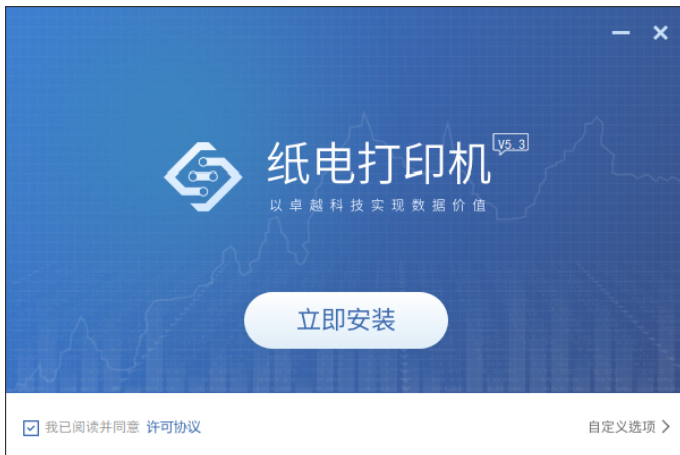 纸电打印机
V5.3
以卓越科技实现数据价值
立即安装
我已阅读并同意 许可协议
自定义选项